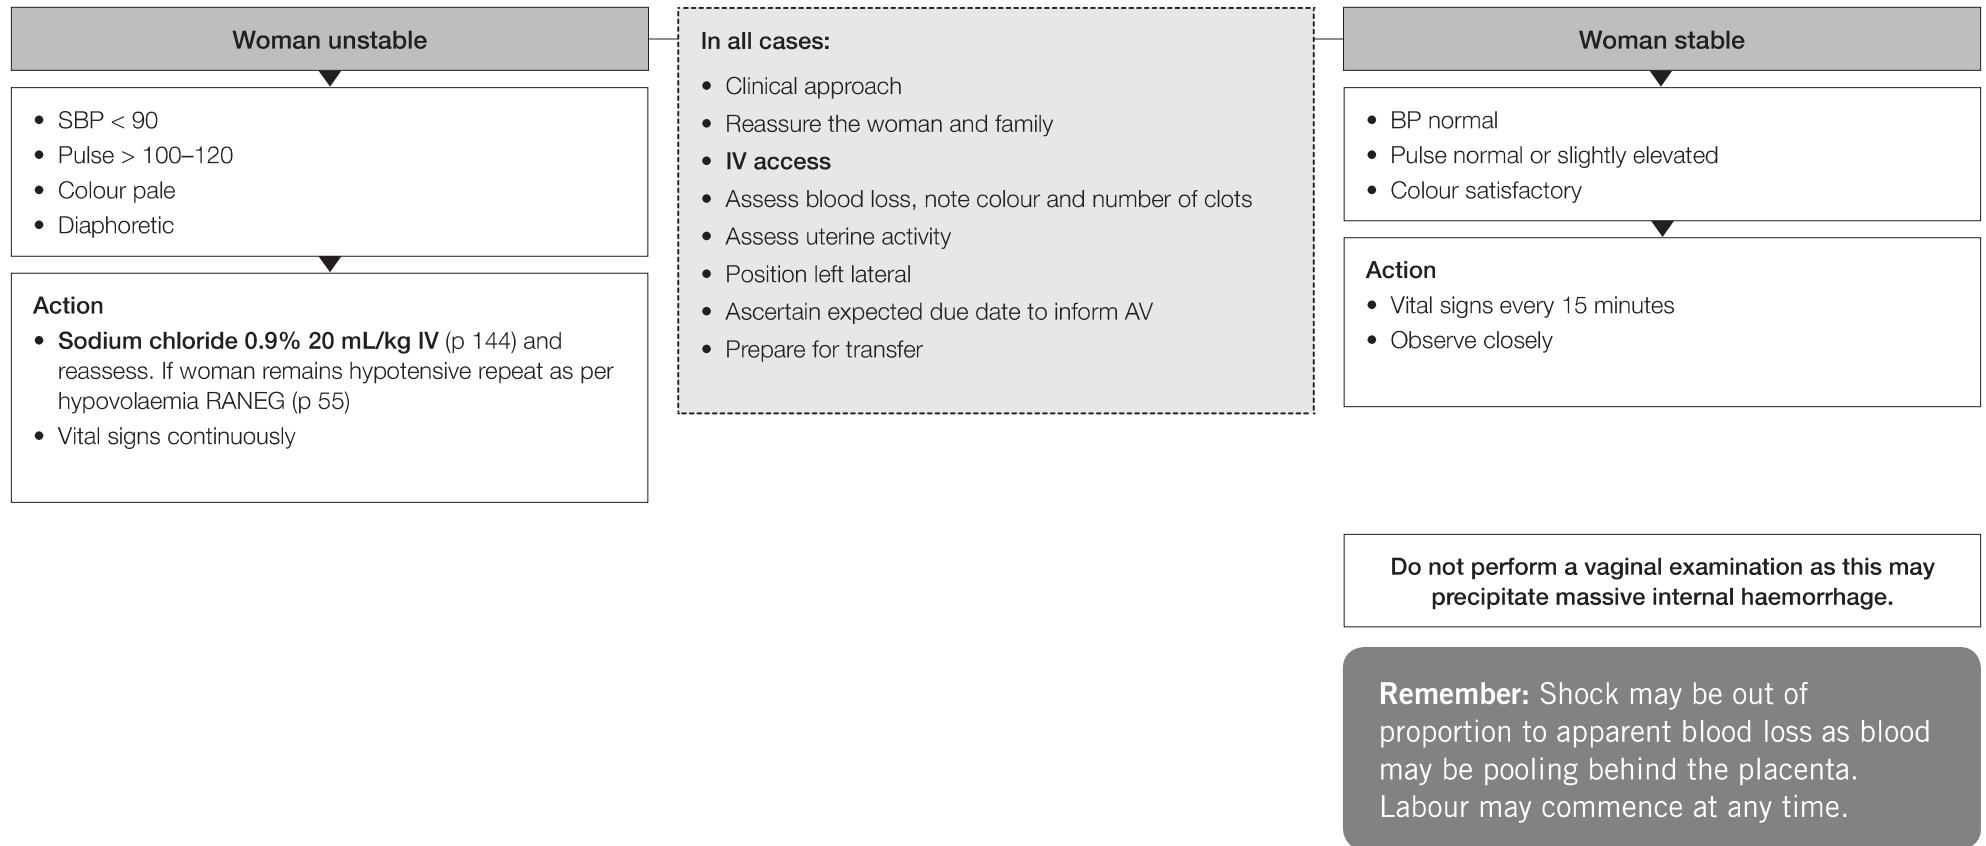 Woman unstable
• SBP < 90
• Pulse > 100–120
• Colour pale
• Diaphoretic
Action
• Sodium chloride 0.9% 20 mL/kg IV (p 144) and
reassess. If woman remains hypotensive repeat as per
hypovolaemia RANEG (p 55)
• Vital signs continuously
In all cases:
• Clinical approach
• Reassure the woman and family
• IV access
• Assess blood loss, note colour and number of clots
• Assess uterine activity
• Position left lateral
• Ascertain expected due date to inform AV
• Prepare for transfer
Woman stable
• BP normal
• Pulse normal or slightly elevated
• Colour satisfactory
Action
• Vital signs every 15 minutes
• Observe closely
Do not perform a vaginal examination as this may
precipitate massive internal haemorrhage.
Remember: Shock may be out of
proportion to apparent blood loss as blood
may be pooling behind the placenta.
Labour may commence at any time.